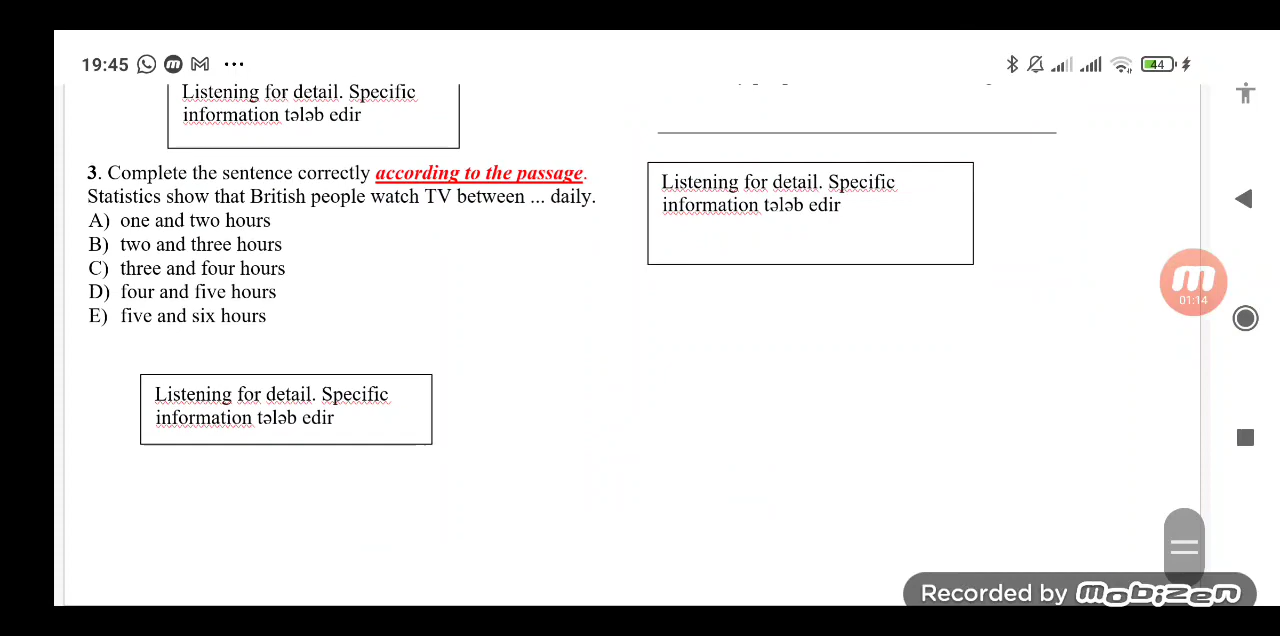 19:45
44
Listening for detail. Specific
information tələb edir
3. Complete the sentence correctly according to the passage.
Statistics show that British people watch TV between ... daily.
A) one and two hours
B) two and three hours
C) three and four hours
D) four and five hours
E) five and six hours
Listening for detail. Specific
information tələb edir
Listening for detail. Specific
information tələb edir
01:14
Recorded by mobizen